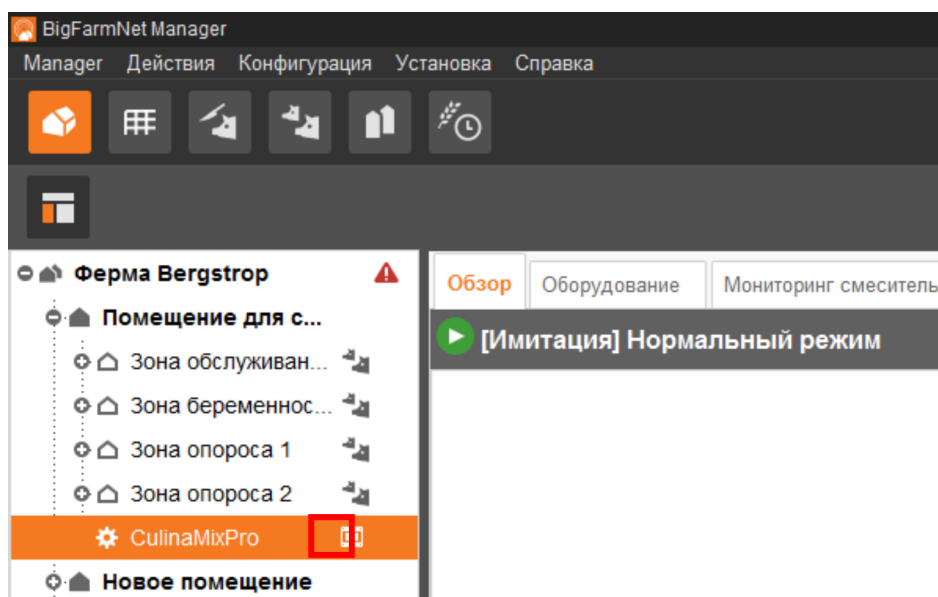 BigFarmNet Manager
Manager Действия Конфигурация Установка Справка
Ферма Bergstrop
Обзор Оборудование Мониторинг смеситель
Помещение для с...
[Имитация] Нормальный режим
Зона обслуживан...
Зона беременнос...
Зона опороса 1
Зона опороса 2
CulinaMixPro
Новое помещение